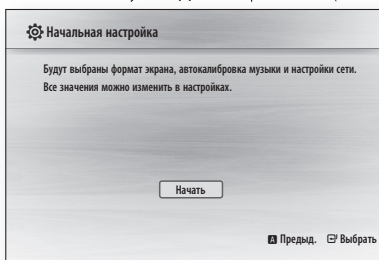 Начальная настройка
Будут выбраны формат экрана, автокалибровка музыки и настройки сети.
Все значения можно изменить в настройках.
Начать
A Предыд. Выбрать